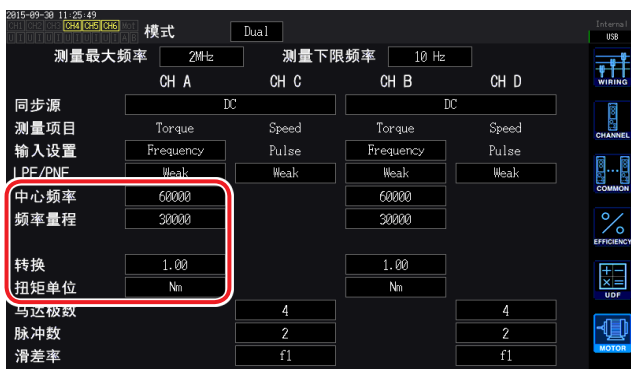 2015-09-30 11:25:49
CH1 CH2 CH3 CH4 CH5 CH6 Mot
U I U I U I U I U I U I A B
模式 Dual
Internal
USB
测量最大频率 2MHz 测量下限频率 10 Hz
CH A CH C CH B CH D
同步源 DC DC
测量项目 Torque Speed Torque Speed
输入设置 Frequency Pulse Frequency Pulse
LPF/PNF Weak Weak Weak Weak
中心频率 60000 60000
频率量程 30000 30000
转换 1.00 1.00
扭矩单位 Nm Nm
马达极数 4 4
脉冲数 2 2
滑差率 f1 f1
WIRING
CHANNEL
COMMON
EFFICIENCY
UDF
MOTOR